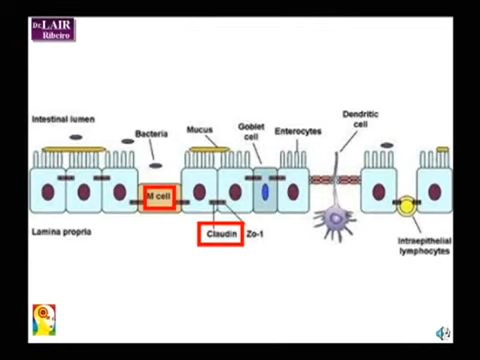 Dr. LAIR
Ribeiro
Intestinal lumen
Bacteria
Mucus
Goblet
cell
Enterocytes
Dendritic
cell
M cell
Lamina propria
Claudin
Zo-1
Intraepithelial
lymphocytes